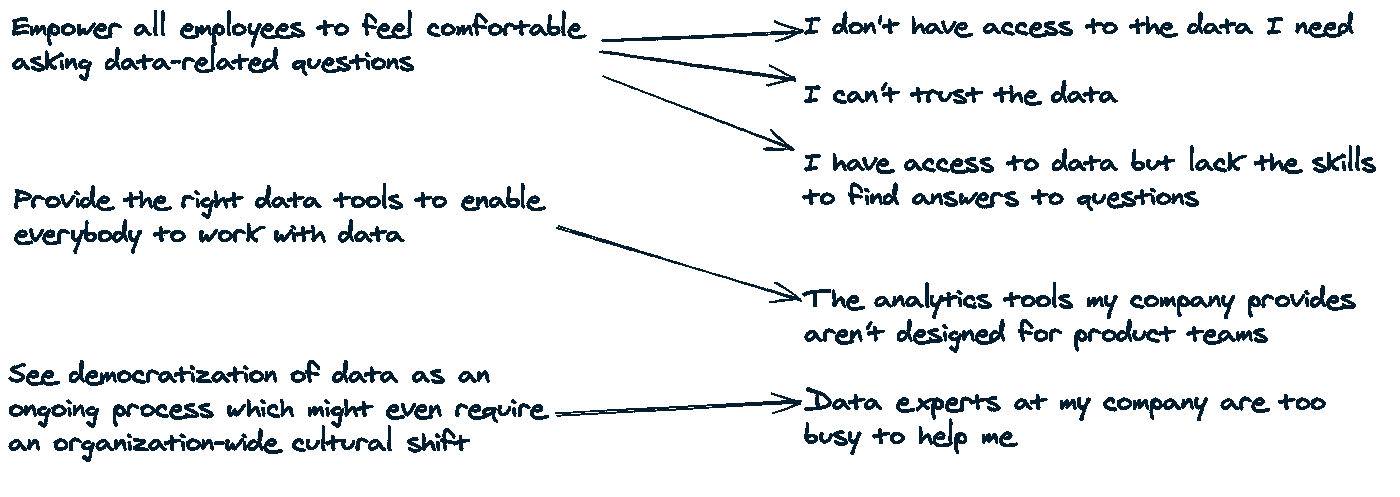 Empower all employees to feel comfortable
asking data-related questions
Provide the right data tools to enable
everybody to work with data
See democratization of data as an
ongoing process which might even require
an organization-wide cultural shift
I don't have access to the data I need
I can't trust the data
I have access to data but lack the skills
to find answers to questions
The analytics tools my company provides
aren't designed for product teams
Data experts at my company are too
busy to help me